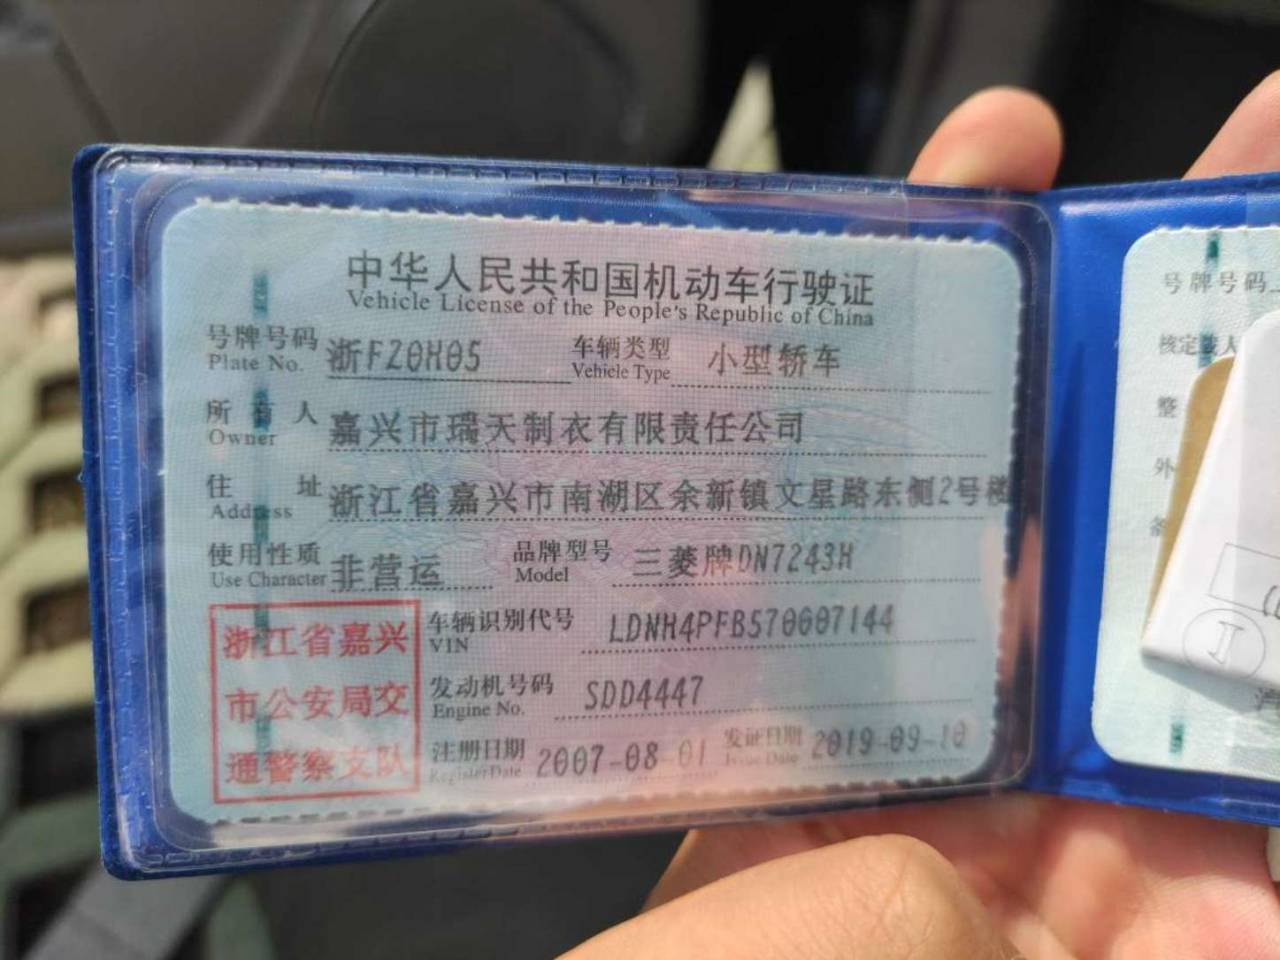 中华人民共和国机动车行驶证
Vehicle License of the People's Republic of China
号牌号码 浙FZ0H05 车辆类型 小型轿车
Plate No. Vehicle Type
所有人 嘉兴市瑞天制衣有限责任公司
Owner
住址 浙江省嘉兴市南湖区余新镇文星路东侧2号楼
Address
使用性质 非营运 品牌型号 三菱牌DN7243H
Use Character Model
浙江省嘉兴
市公安局交
通警察支队
车辆识别代号 LDNH4PFB570607144
VIN
发动机号码 SDD4447
Engine No.
注册日期 2007-08-01 发证日期 2019-09-10
Register Date Issue Date
号牌号码
核定载人
整
外